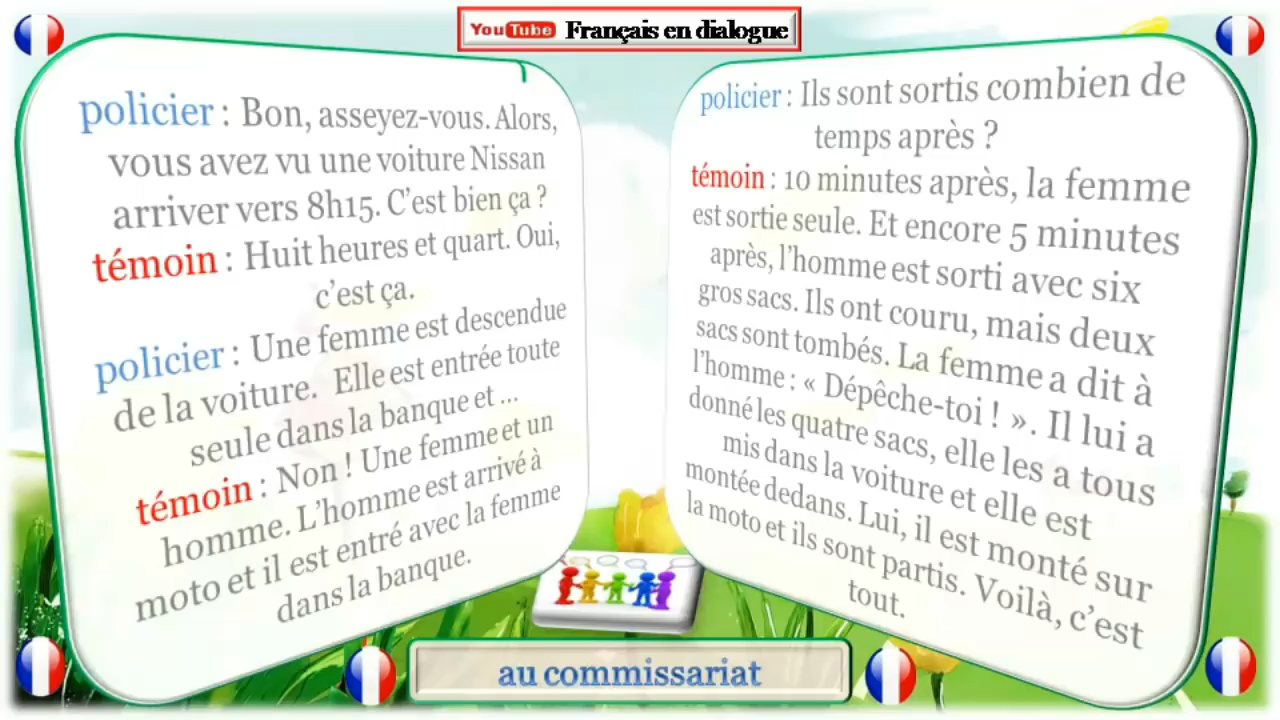 YouTube Français en dialogue
policier : Bon, asseyez-vous. Alors,
vous avez vu une voiture Nissan
arriver vers 8h15. C'est bien ça ?
témoin : Huit heures et quart. Oui,
c'est ça.
policier : Une femme est descendue
de la voiture. Elle est entrée toute
seule dans la banque et ...
témoin : Non ! Une femme et un
homme. L'homme est arrivé à
moto et il est entré avec la femme
dans la banque.
policier : Ils sont sortis combien de
temps après ?
témoin : 10 minutes après, la femme
est sortie seule. Et encore 5 minutes
après, l'homme est sorti avec six
gros sacs. Ils ont couru, mais deux
sacs sont tombés. La femme a dit à
l'homme : « Dépêche-toi ! ». Il lui a
donné les quatre sacs, elle les a tous
mis dans la voiture et elle est
montée dedans. Lui, il est monté sur
la moto et ils sont partis. Voilà, c'est
tout.
au commissariat